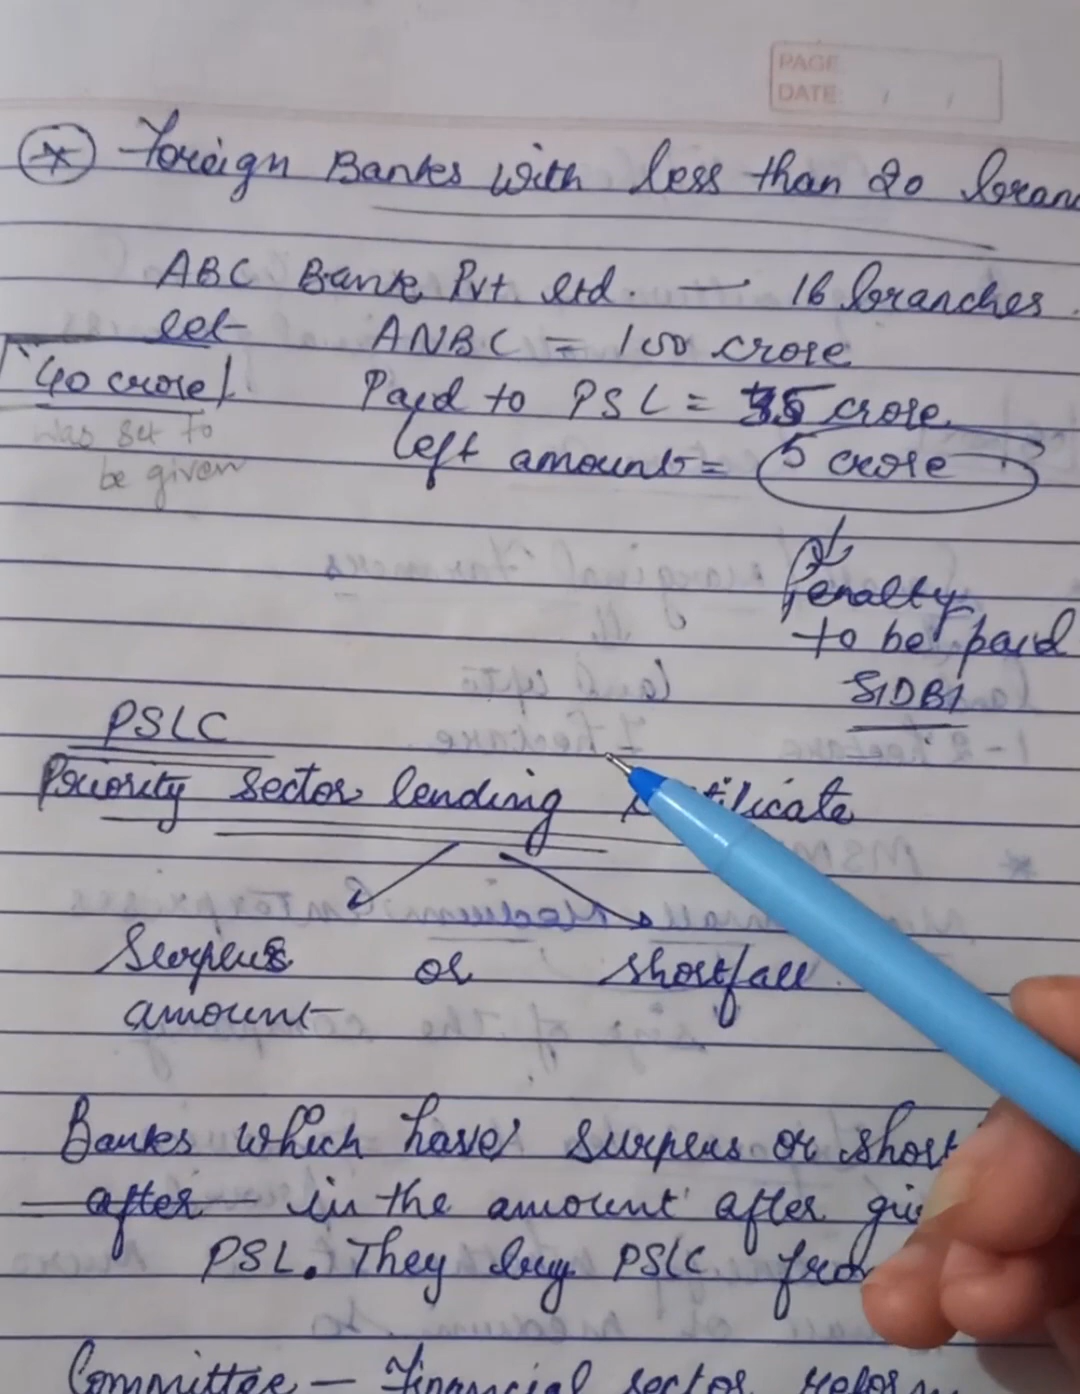 PAGE
DATE: / /
* Foreign Banks with less than 20 bran
ABC Bank Pvt ltd. — 16 branches.
let ANBC = 100 crore
40 crore/. Paid to PSL = 35 crore
was set to
be given
left amount = 5 crore
Penalty
to be paid
SIDBI
PSLC
Priority sector lending
Surplus or shortfall.
amount
Banks which have surplus or short
after in the amount after gi
PSL. They buy PSLC fro
Committee — Financial sector refor